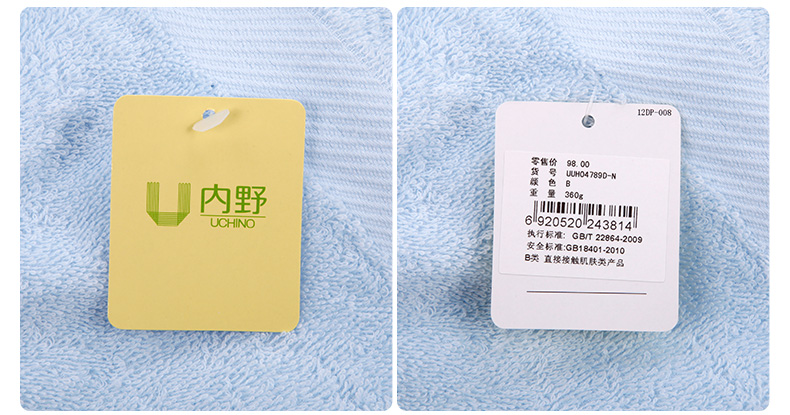 内野
UCHINO
12DP-008
零售价 98.00
货 号 UUH04789D-N
颜 色 B
重 量 360g
6 920520 243814
执行标准: GB/T 22864-2009
安全标准:GB18401-2010
B类 直接接触肌肤类产品